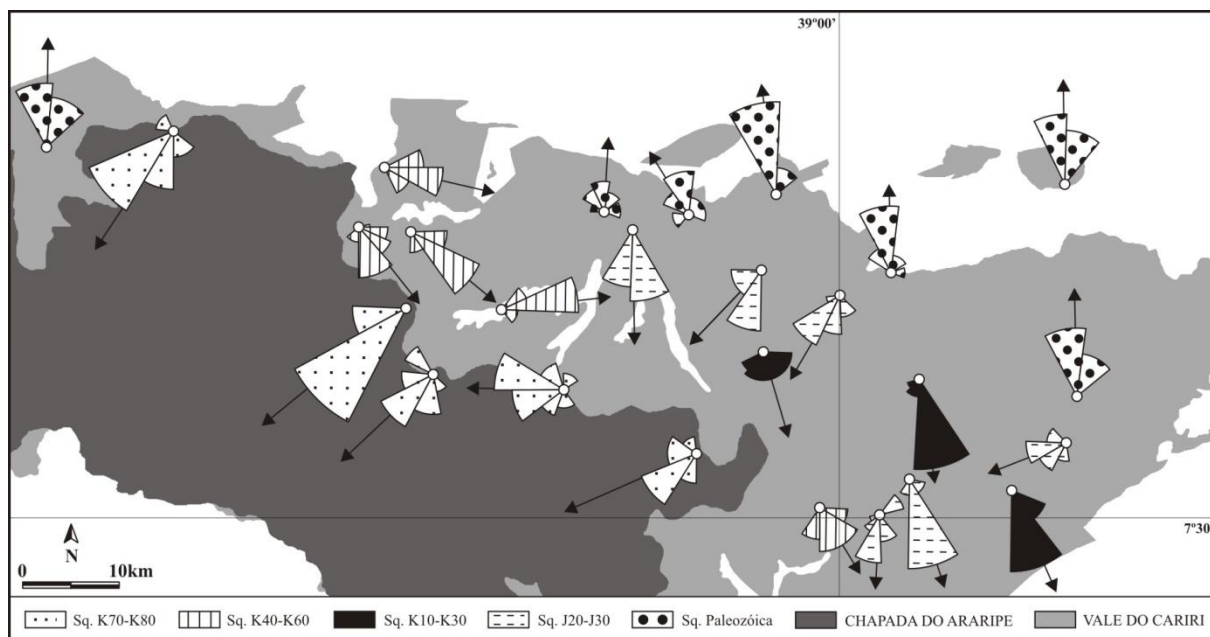 39º00'
7º30'
N
0 10km
Sq. K70-K80 Sq. K40-K60 Sq. K10-K30 Sq. J20-J30 Sq. Paleozóica CHAPADA DO ARARIPE VALE DO CARIRI